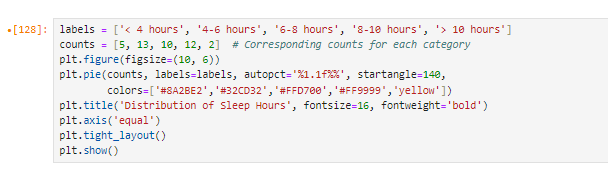 •[128]: labels = ['< 4 hours', '4-6 hours', '6-8 hours', '8-10 hours', '> 10 hours']
counts = [5, 13, 10, 12, 2]  # Corresponding counts for each category
plt.figure(figsize=(10, 6))
plt.pie(counts, labels=labels, autopct='%1.1f%%', startangle=140,
        colors=['#8A2BE2','#32CD32','#FFD700','#FF9999','yellow'])
plt.title('Distribution of Sleep Hours', fontsize=16, fontweight='bold')
plt.axis('equal')
plt.tight_layout()
plt.show()